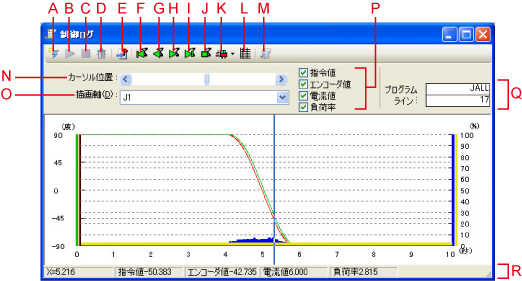 A B C D E F G H I J K L M P
制御ログ
N カーソル位置:
O 描画軸(D): J1
指令値
エンコーダ値
電流値
負荷率
プログラム JALL
ライン: 17
Q
(度) (%)
90 100
90
80
45 70
60
0 50
40
-45 30
20
10
-90 0
0 1 2 3 4 5 6 7 8 9 10 (秒)
X=5.216 指令値-50.383 エンコーダ値-42.735 電流値6.000 負荷率2.815
R